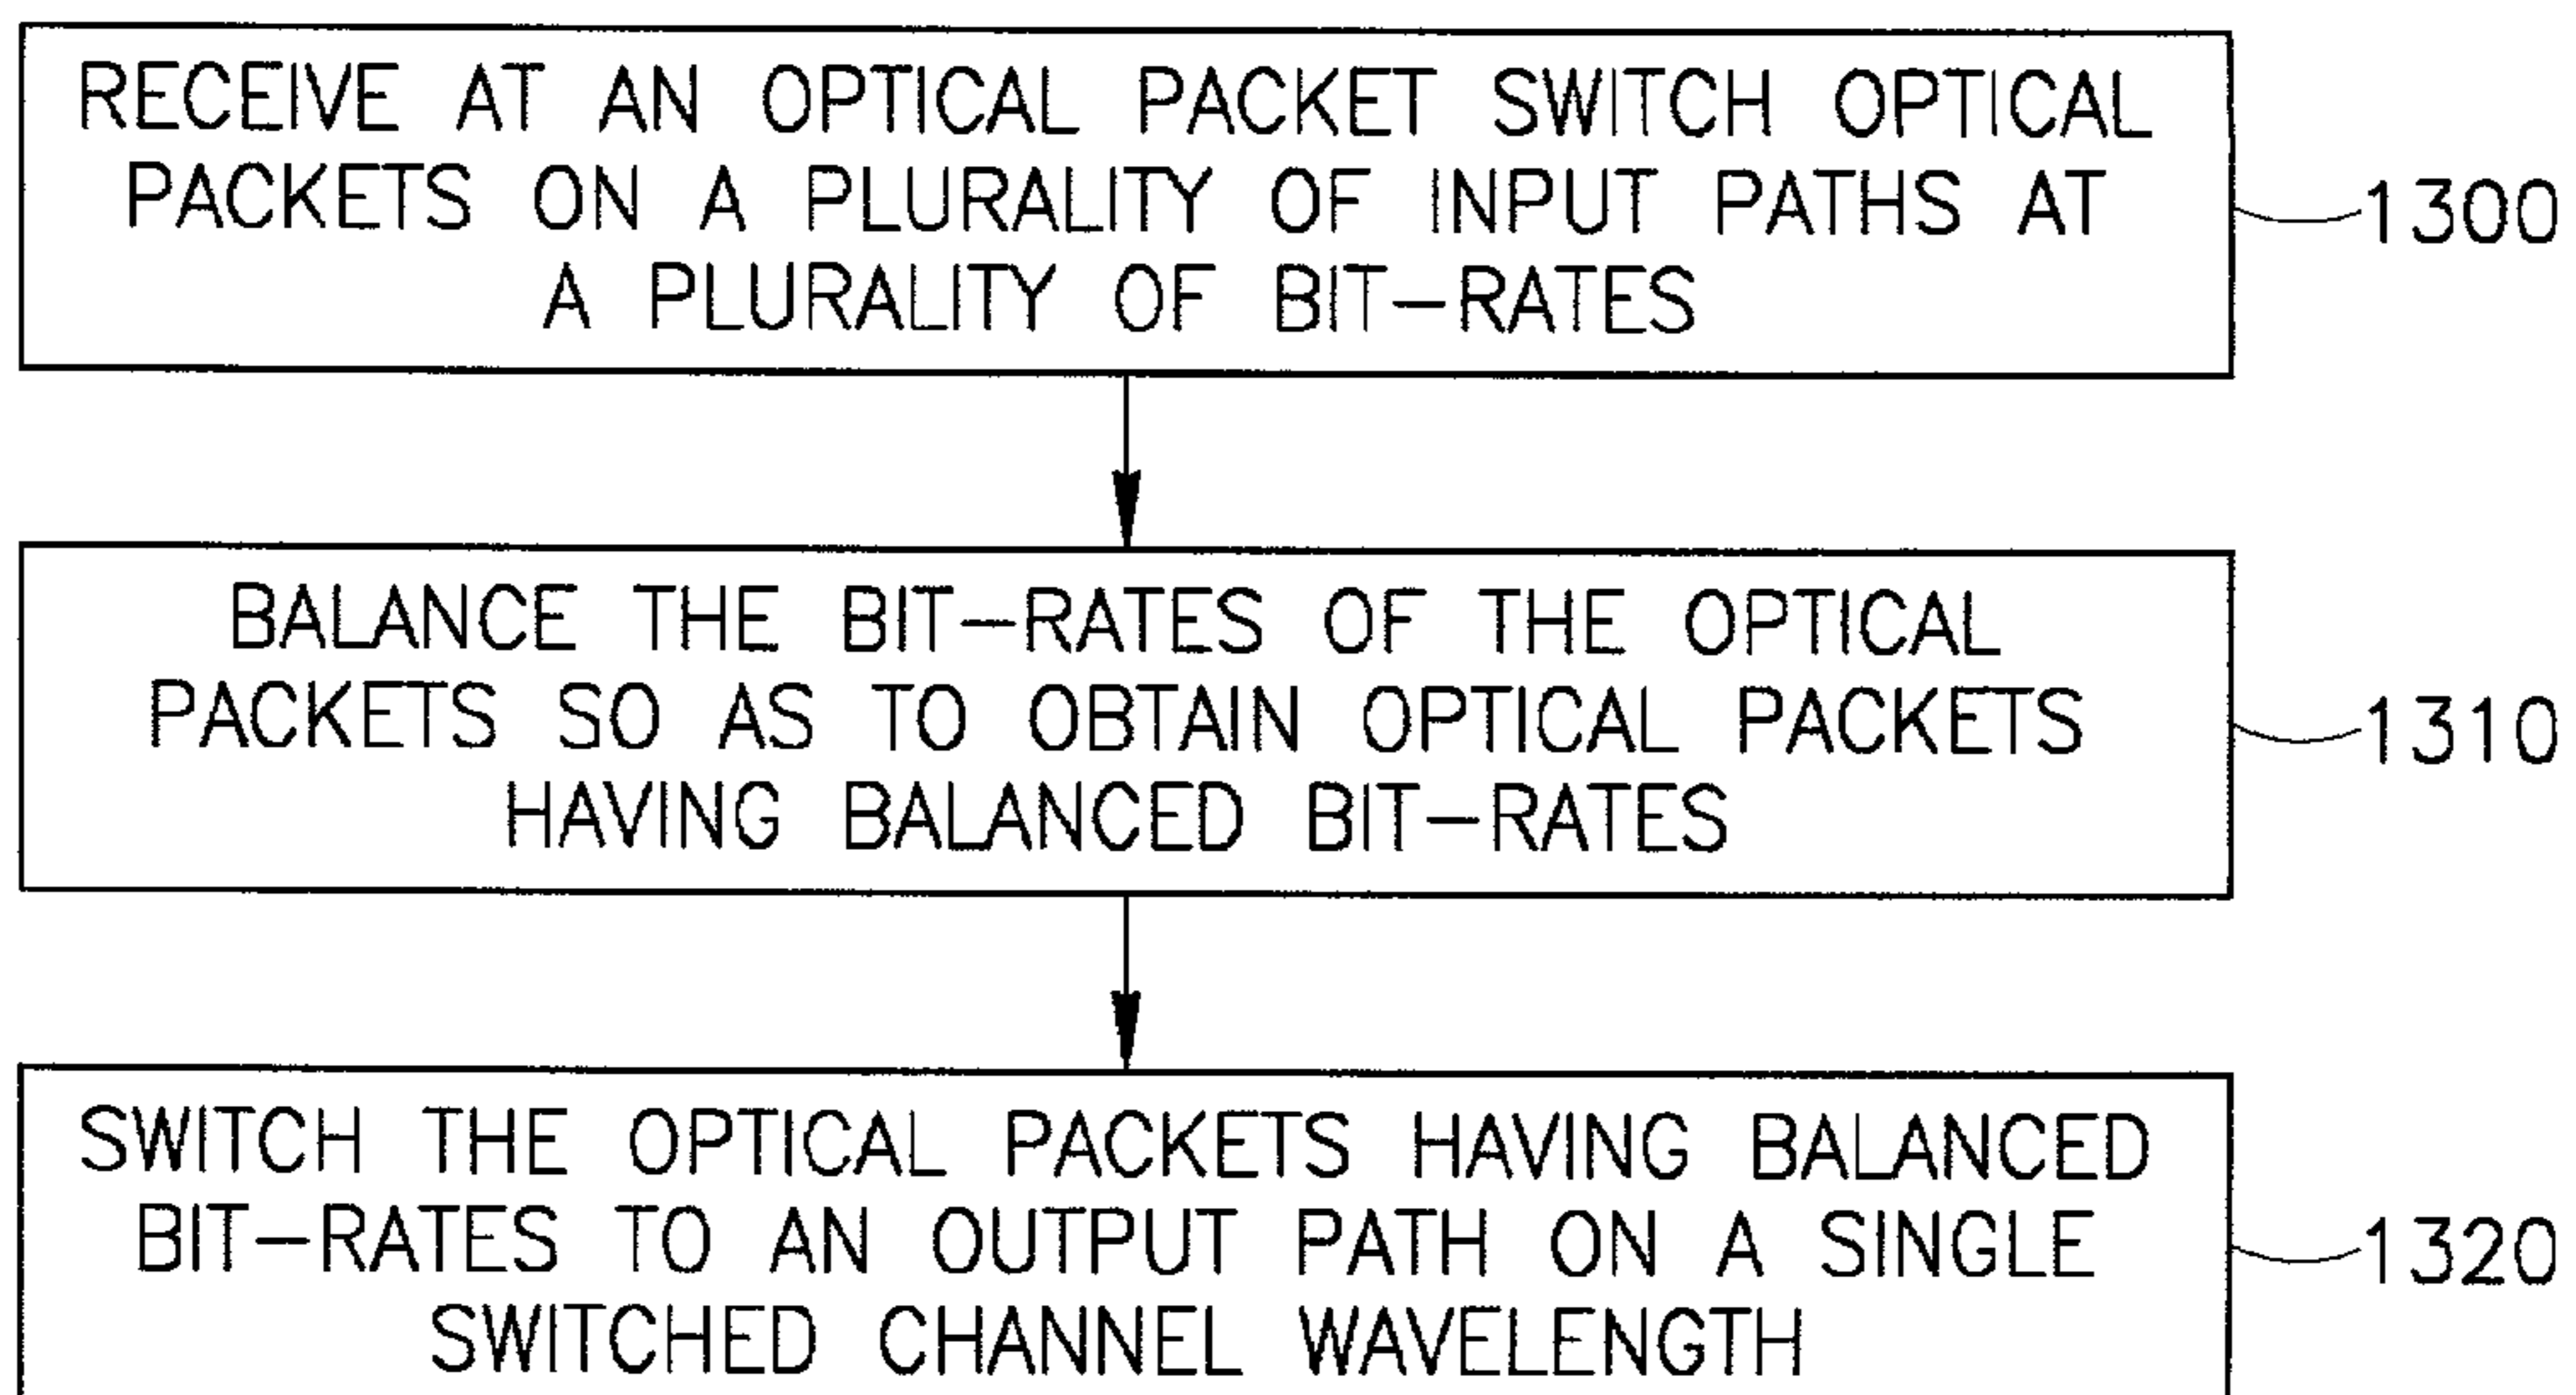 RECEIVE AT AN OPTICAL PACKET SWITCH OPTICAL
PACKETS ON A PLURALITY OF INPUT PATHS AT
A PLURALITY OF BIT-RATES
1300
BALANCE THE BIT-RATES OF THE OPTICAL
PACKETS SO AS TO OBTAIN OPTICAL PACKETS
HAVING BALANCED BIT-RATES
1310
SWITCH THE OPTICAL PACKETS HAVING BALANCED
BIT-RATES TO AN OUTPUT PATH ON A SINGLE
SWITCHED CHANNEL WAVELENGTH
1320